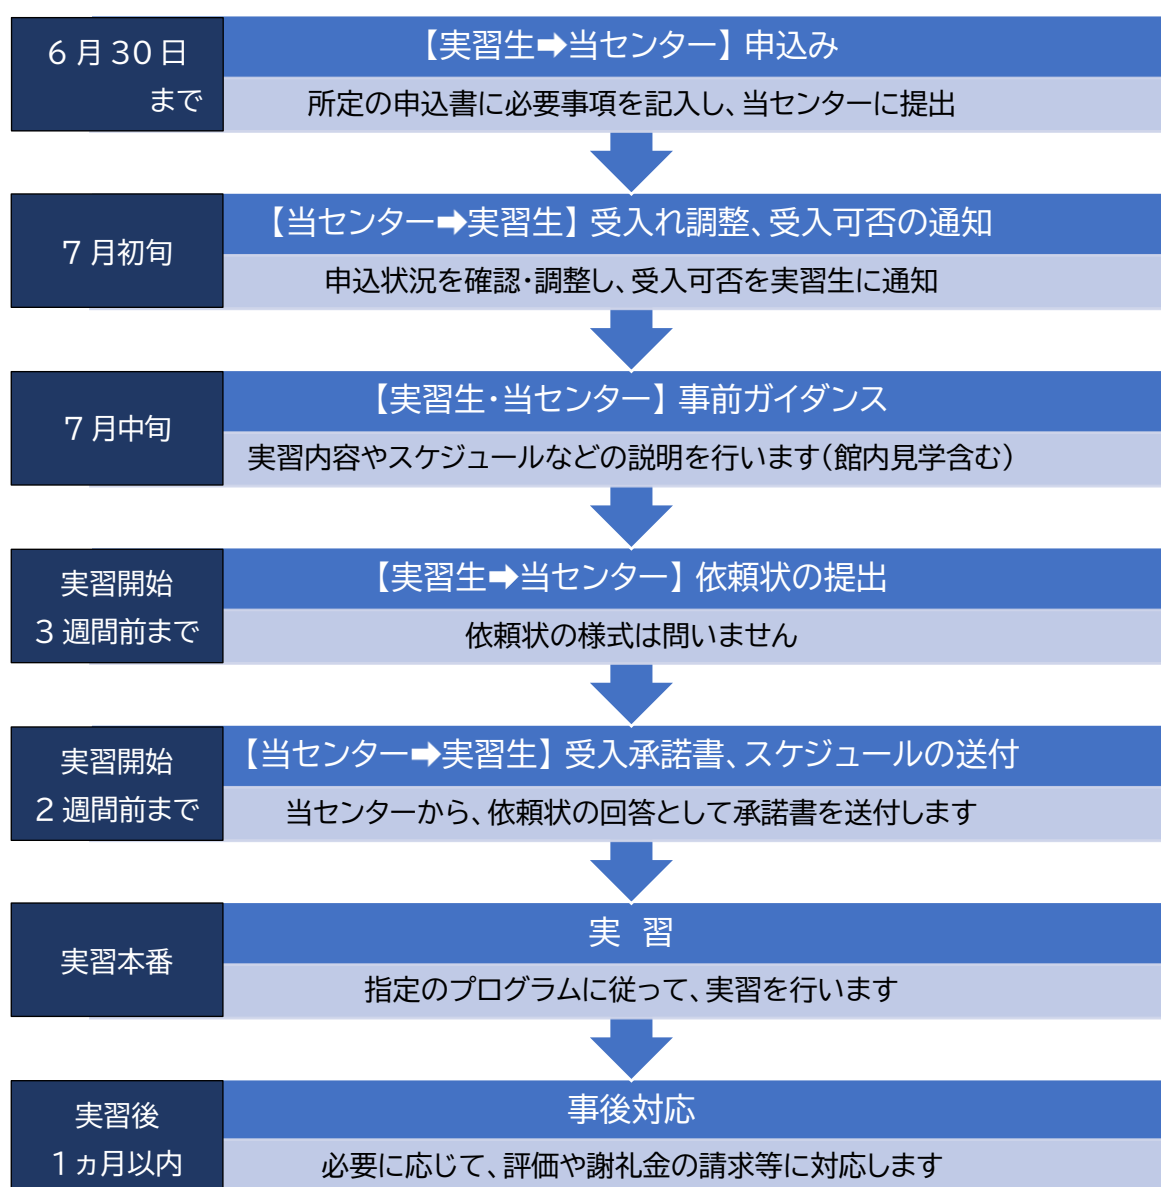 6月30日
まで
【実習生➡当センター】申込み
所定の申込書に必要事項を記入し、当センターに提出
7月初旬
【当センター➡実習生】受入れ調整、受入可否の通知
申込状況を確認・調整し、受入可否を実習生に通知
7月中旬
【実習生・当センター】事前ガイダンス
実習内容やスケジュールなどの説明を行います(館内見学含む)
実習開始
3週間前まで
【実習生➡当センター】依頼状の提出
依頼状の様式は問いません
実習開始
2週間前まで
【当センター➡実習生】受入承諾書、スケジュールの送付
当センターから、依頼状の回答として承諾書を送付します
実習本番
実 習
指定のプログラムに従って、実習を行います
実習後
1ヵ月以内
事後対応
必要に応じて、評価や謝礼金の請求等に対応します